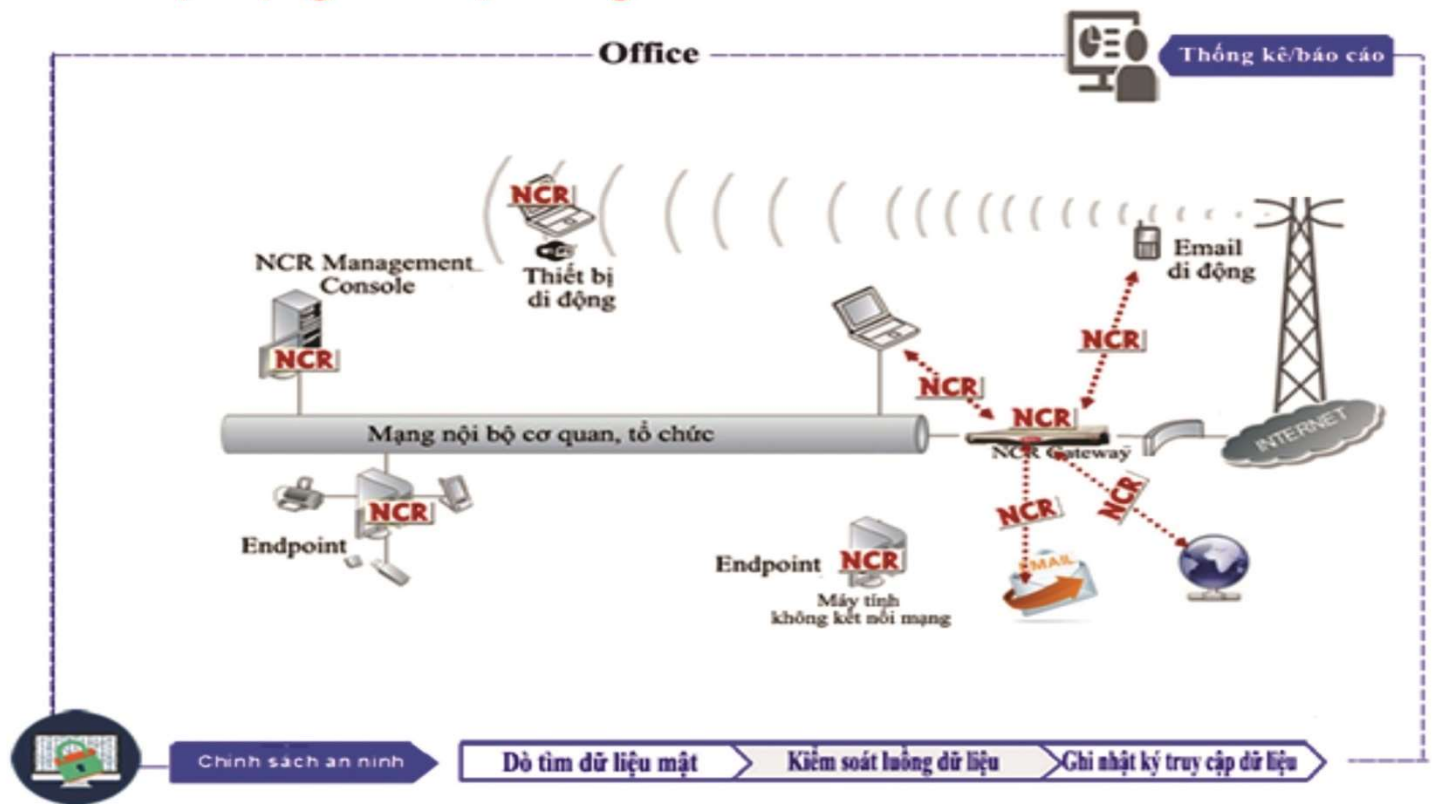 Office
Thống kê/báo cáo
NCR
NCR Management
Console
Thiết bị
di động
Email
di động
NCR
NCR
NCR
NCR
Mạng nội bộ cơ quan, tổ chức
NCR Gateway
INTERNET
NCR
NCR
NCR
Endpoint
Endpoint
NCR
EMAIL
Máy tính
không kết nối mạng
Chính sách an ninh
Dò tìm dữ liệu mật
Kiểm soát luồng dữ liệu
Ghi nhật ký truy cập dữ liệu